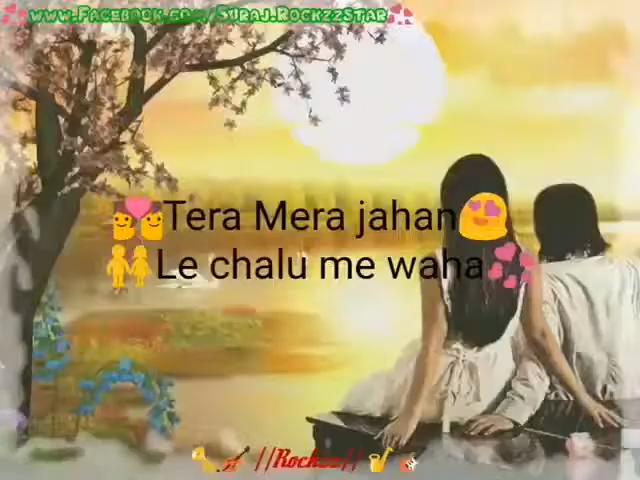 www.Facebook.com/Suraj.RockzzStar
Tera Mera jahan
Le chalu me waha
//Rockzz//